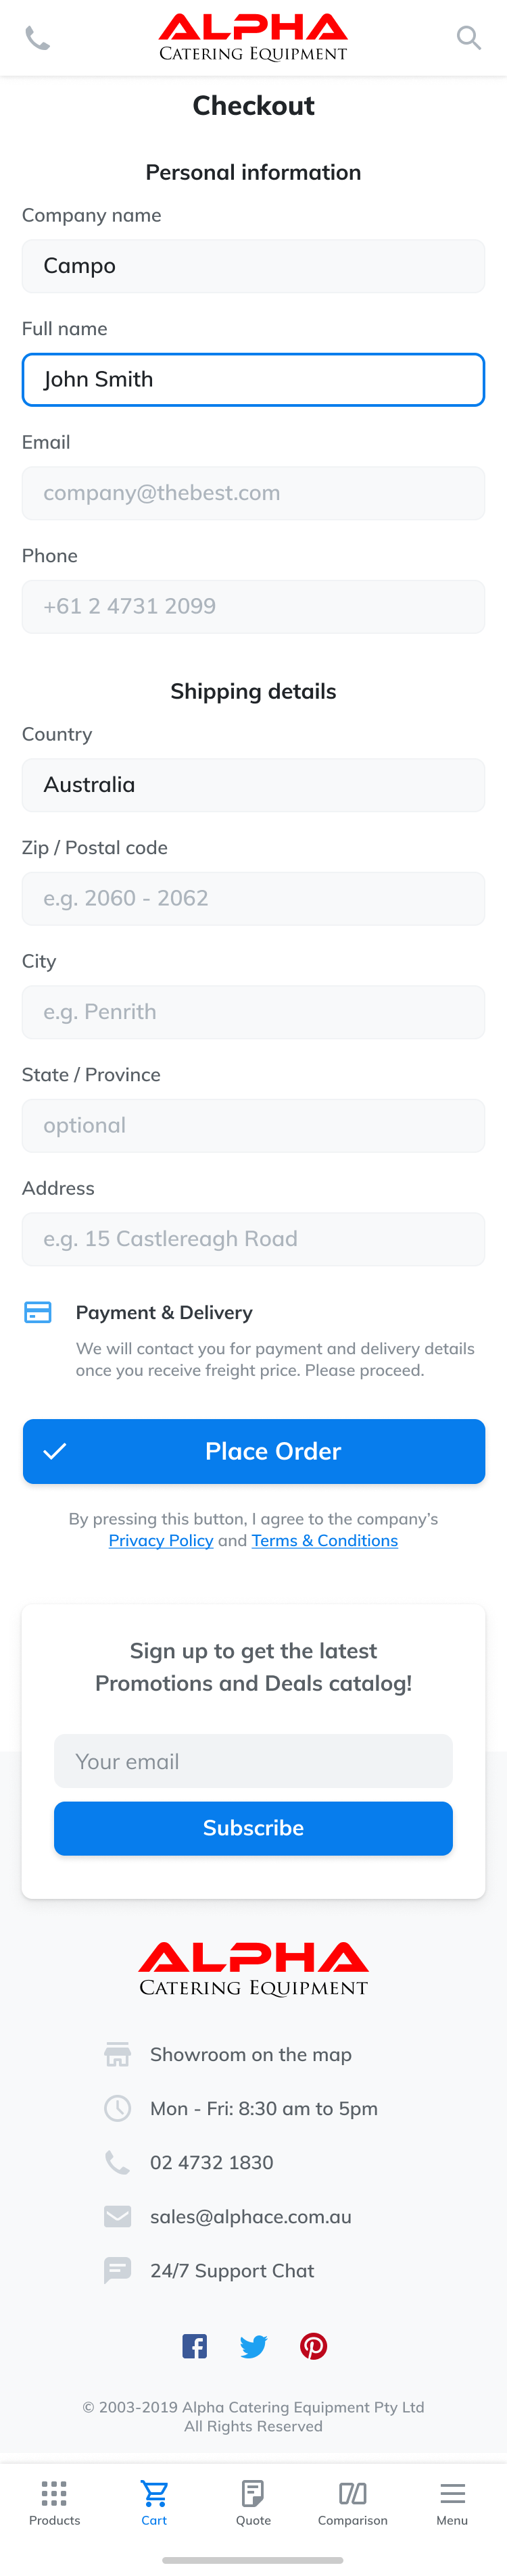 ALPHA
CATERING EQUIPMENT
Checkout
Personal information
Company name
Campo
Full name
John Smith
Email
company@thebest.com
Phone
+61 2 4731 2099
Shipping details
Country
Australia
Zip / Postal code
e.g. 2060 - 2062
City
e.g. Penrith
State / Province
optional
Address
e.g. 15 Castlereagh Road
Payment & Delivery
We will contact you for payment and delivery details
once you receive freight price. Please proceed.
Place Order
By pressing this button, I agree to the company’s
Privacy Policy and Terms & Conditions
Sign up to get the latest
Promotions and Deals catalog!
Your email
Subscribe
ALPHA
CATERING EQUIPMENT
Showroom on the map
Mon - Fri: 8:30 am to 5pm
02 4732 1830
sales@alphace.com.au
24/7 Support Chat
© 2003-2019 Alpha Catering Equipment Pty Ltd
All Rights Reserved
Products Cart Quote Comparison Menu